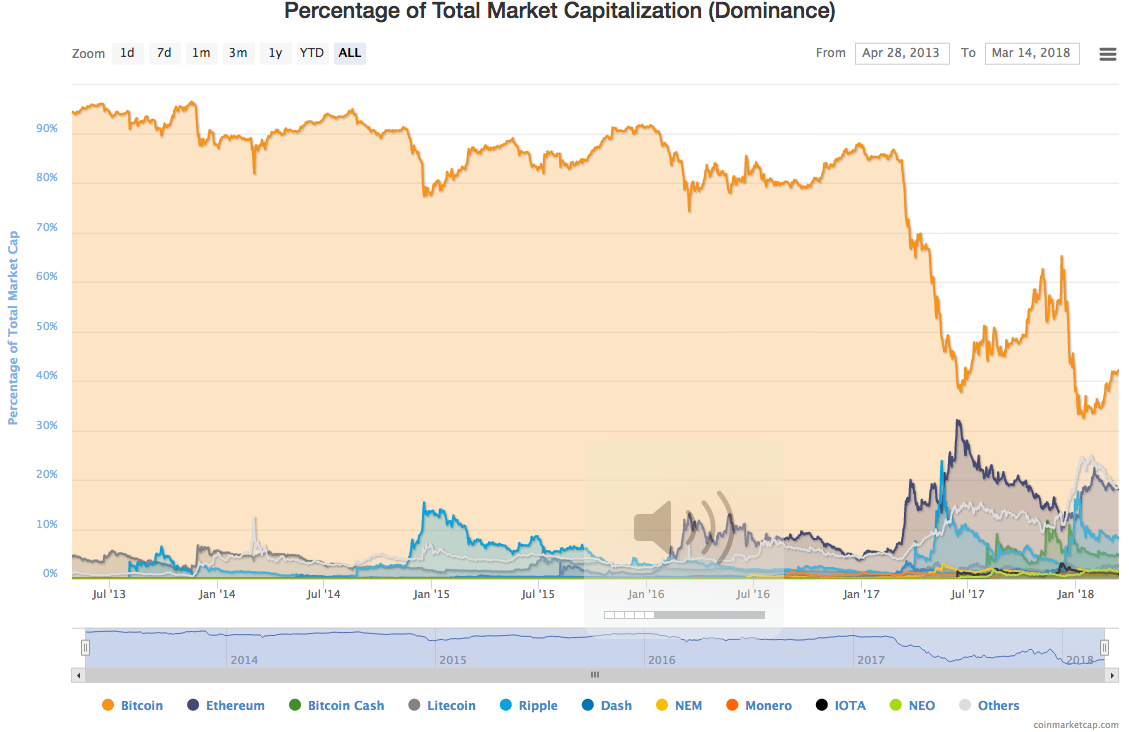 Percentage of Total Market Capitalization (Dominance)
Zoom 1d 7d 1m 3m 1y YTD ALL From Apr 28, 2013 To Mar 14, 2018
Percentage of Total Market Cap
90%
80%
70%
60%
50%
40%
30%
20%
10%
0%
Jul '13 Jan '14 Jul '14 Jan '15 Jul '15 Jan '16 Jul '16 Jan '17 Jul '17 Jan '18
2014 2015 2016 2017 2018
Bitcoin Ethereum Bitcoin Cash Litecoin Ripple Dash NEM Monero IOTA NEO Others
coinmarketcap.com